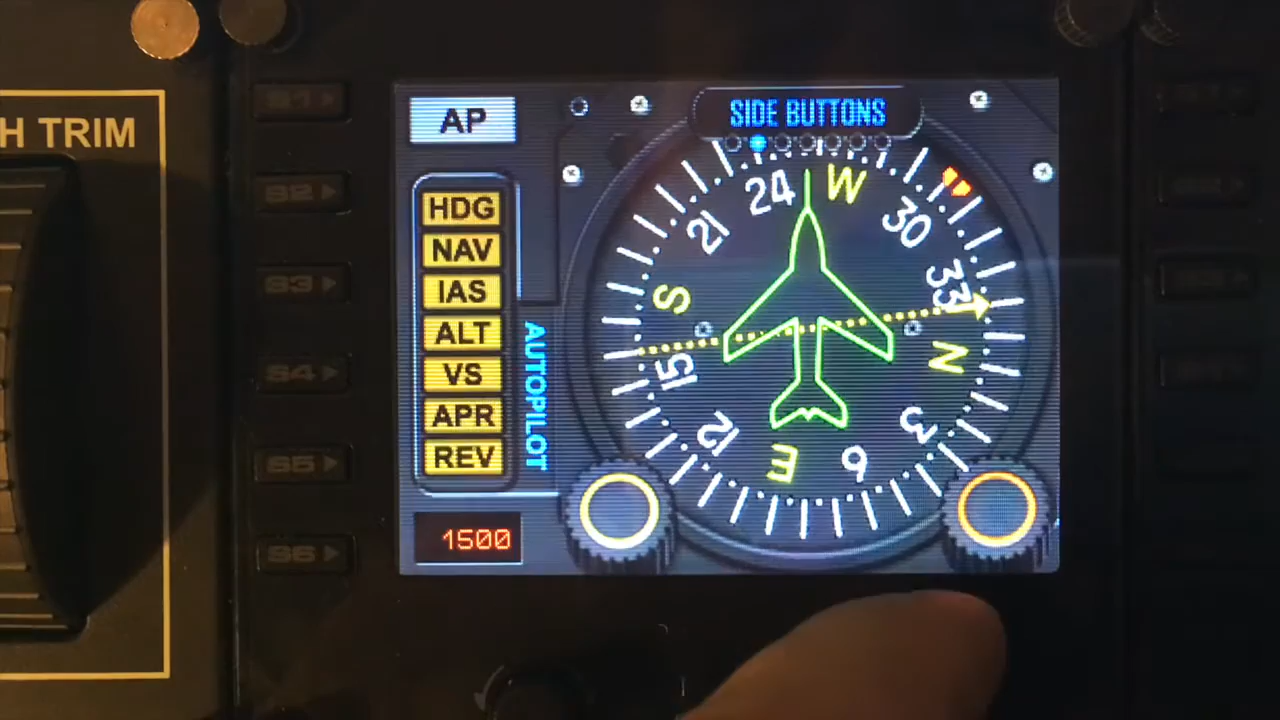 H TRIM
S1
S2
S3
S4
S5
S6
AP
HDG
NAV
IAS
ALT
VS
APR
REV
AUTOPILOT
1500
SIDE BUTTONS
24
W
30
33
N
3
6
E
12
15
S
21